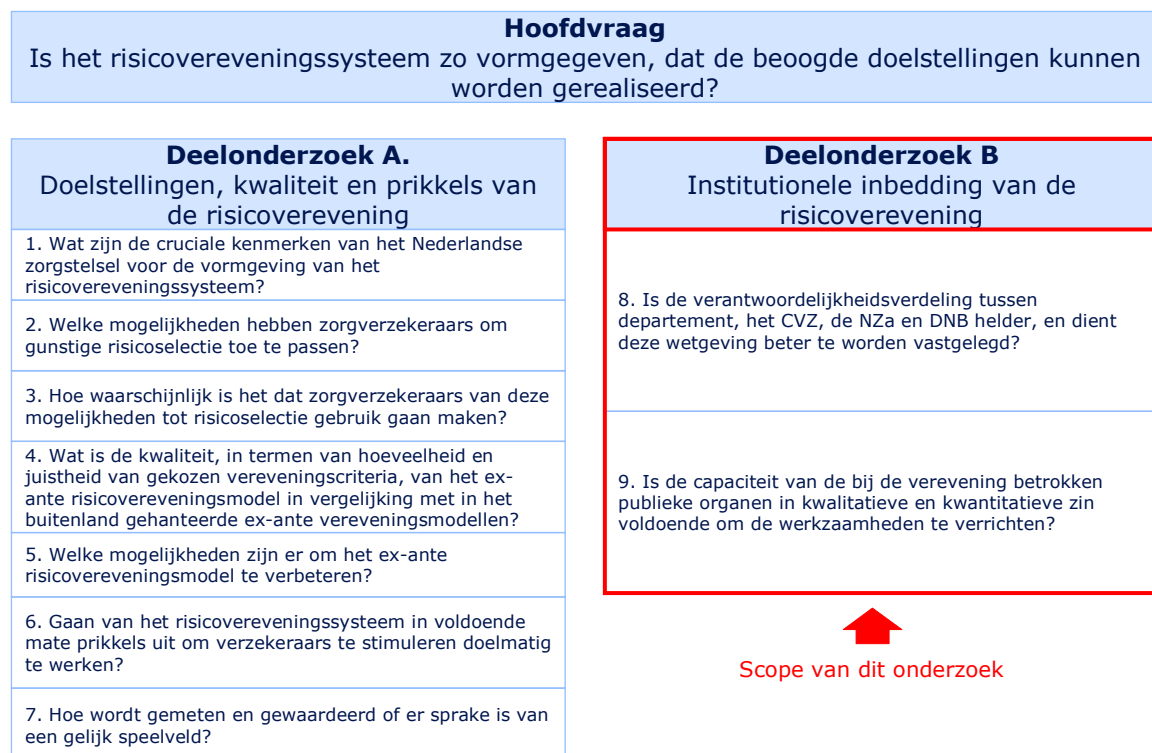 Hoofdvraag
Is het risicovereveningssysteem zo vormgegeven, dat de beoogde doelstellingen kunnen
worden gerealiseerd?
Deelonderzoek A.
Doelstellingen, kwaliteit en prikkels van
de risicoverevening
1. Wat zijn de cruciale kenmerken van het Nederlandse
zorgstelsel voor de vormgeving van het
risicovereveningssysteem?
2. Welke mogelijkheden hebben zorgverzekeraars om
gunstige risicoselectie toe te passen?
3. Hoe waarschijnlijk is het dat zorgverzekeraars van deze
mogelijkheden tot risicoselectie gebruik gaan maken?
4. Wat is de kwaliteit, in termen van hoeveelheid en
juistheid van gekozen vereveningscriteria, van het ex-
ante risicovereveningsmodel in vergelijking met in het
buitenland gehanteerde ex-ante vereveningsmodellen?
5. Welke mogelijkheden zijn er om het ex-ante
risicovereveningsmodel te verbeteren?
6. Gaan van het risicovereveningssysteem in voldoende
mate prikkels uit om verzekeraars te stimuleren doelmatig
te werken?
7. Hoe wordt gemeten en gewaardeerd of er sprake is van
een gelijk speelveld?
Deelonderzoek B
Institutionele inbedding van de
risicoverevening
8. Is de verantwoordelijkheidsverdeling tussen
departement, het CVZ, de NZa en DNB helder, en dient
deze wetgeving beter te worden vastgelegd?
9. Is de capaciteit van de bij de verevening betrokken
publieke organen in kwalitatieve en kwantitatieve zin
voldoende om de werkzaamheden te verrichten?
Scope van dit onderzoek